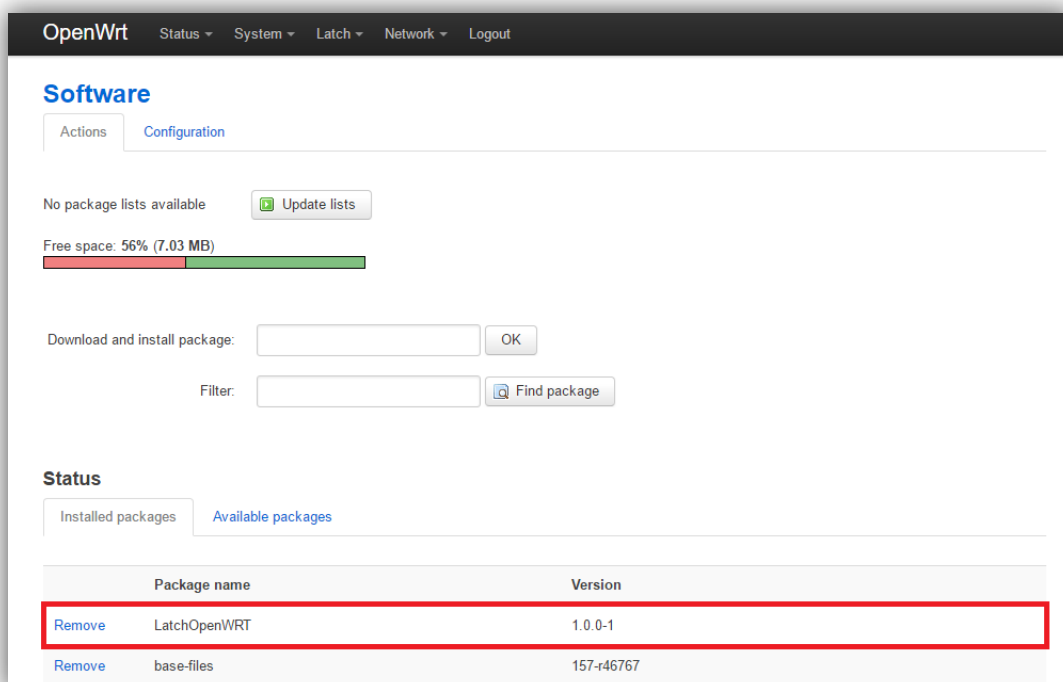 OpenWrt Status System Latch Network Logout
Software
Actions Configuration
No package lists available Update lists
Free space: 56% (7.03 MB)
Download and install package: OK
Filter: Find package
Status
Installed packages Available packages
Package name Version
Remove LatchOpenWRT 1.0.0-1
Remove base-files 157-r46767